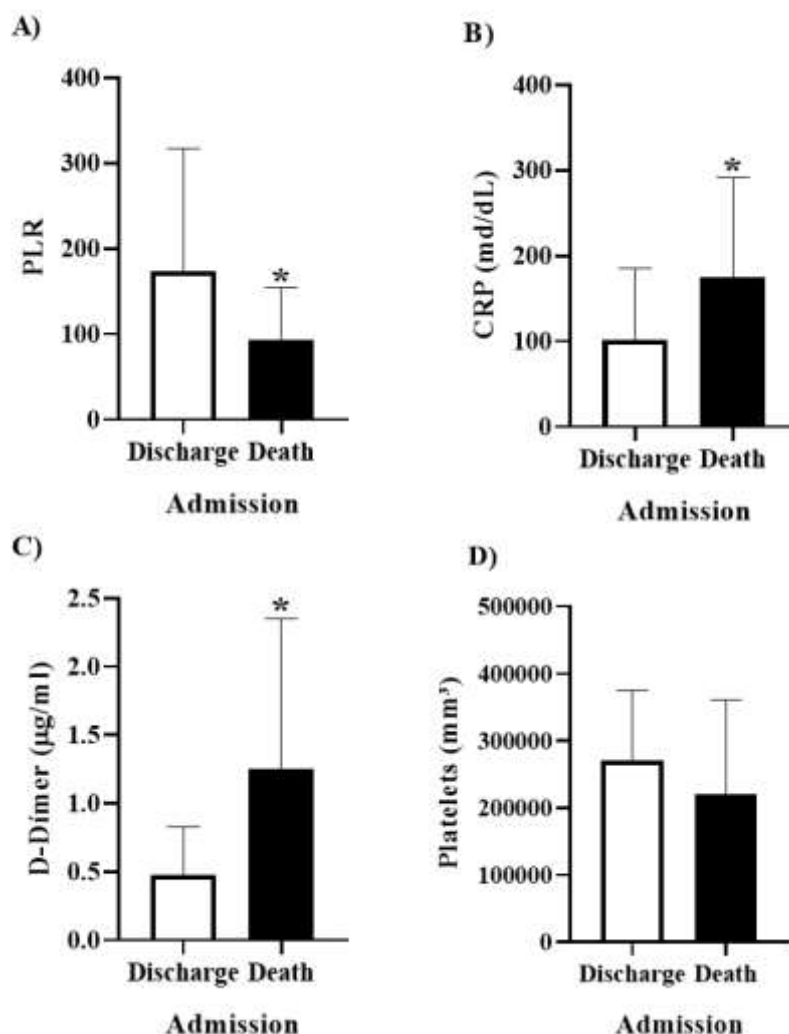 A)
400
300
200
100
0
PLR
*
Discharge Death
Admission
B)
400
300
200
100
0
CRP (md/dL)
*
Discharge Death
Admission
C)
2.5
2.0
1.5
1.0
0.5
0.0
D-Dímer (µg/ml)
*
Discharge Death
Admission
D)
500000
400000
300000
200000
100000
0
Platelets (mm³)
Discharge Death
Admission